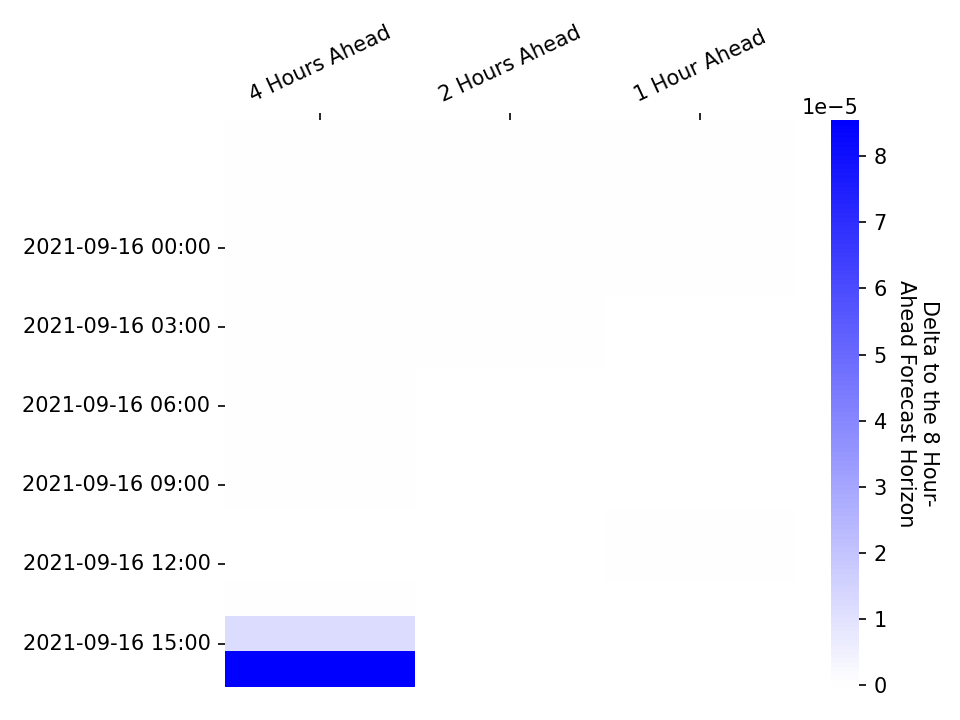 4 Hours Ahead
2 Hours Ahead
1 Hour Ahead
1e−5
2021-09-16 00:00
2021-09-16 03:00
2021-09-16 06:00
2021-09-16 09:00
2021-09-16 12:00
2021-09-16 15:00
8
7
6
5
4
3
2
1
0
Delta to the 8 Hour-
Ahead Forecast Horizon